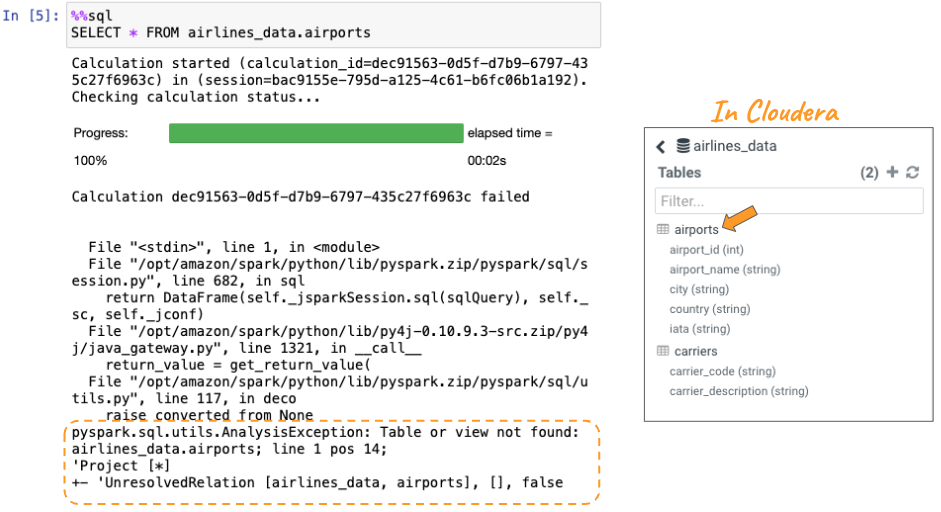 In [5]: %%sql
SELECT * FROM airlines_data.airports
Calculation started (calculation_id=dec91563-0d5f-d7b9-6797-43
5c27f6963c) in (session=bac9155e-795d-a125-4c61-b6fc06b1a192).
Checking calculation status...
Progress: elapsed time =
100% 00:02s
Calculation dec91563-0d5f-d7b9-6797-435c27f6963c failed
File "<stdin>", line 1, in <module>
File "/opt/amazon/spark/python/lib/pyspark.zip/pyspark/sql/s
ession.py", line 682, in sql
return DataFrame(self._jsparkSession.sql(sqlQuery), self._
sc, self._jconf)
File "/opt/amazon/spark/python/lib/py4j-0.10.9.3-src.zip/py4
j/java_gateway.py", line 1321, in __call__
return_value = get_return_value(
File "/opt/amazon/spark/python/lib/pyspark.zip/pyspark/sql/u
tils.py", line 117, in deco
raise converted from None
pyspark.sql.utils.AnalysisException: Table or view not found:
airlines_data.airports; line 1 pos 14;
'Project [*]
+- 'UnresolvedRelation [airlines_data, airports], [], false
In Cloudera
airlines_data
Tables (2)
Filter...
airports
airport_id (int)
airport_name (string)
city (string)
country (string)
iata (string)
carriers
carrier_code (string)
carrier_description (string)